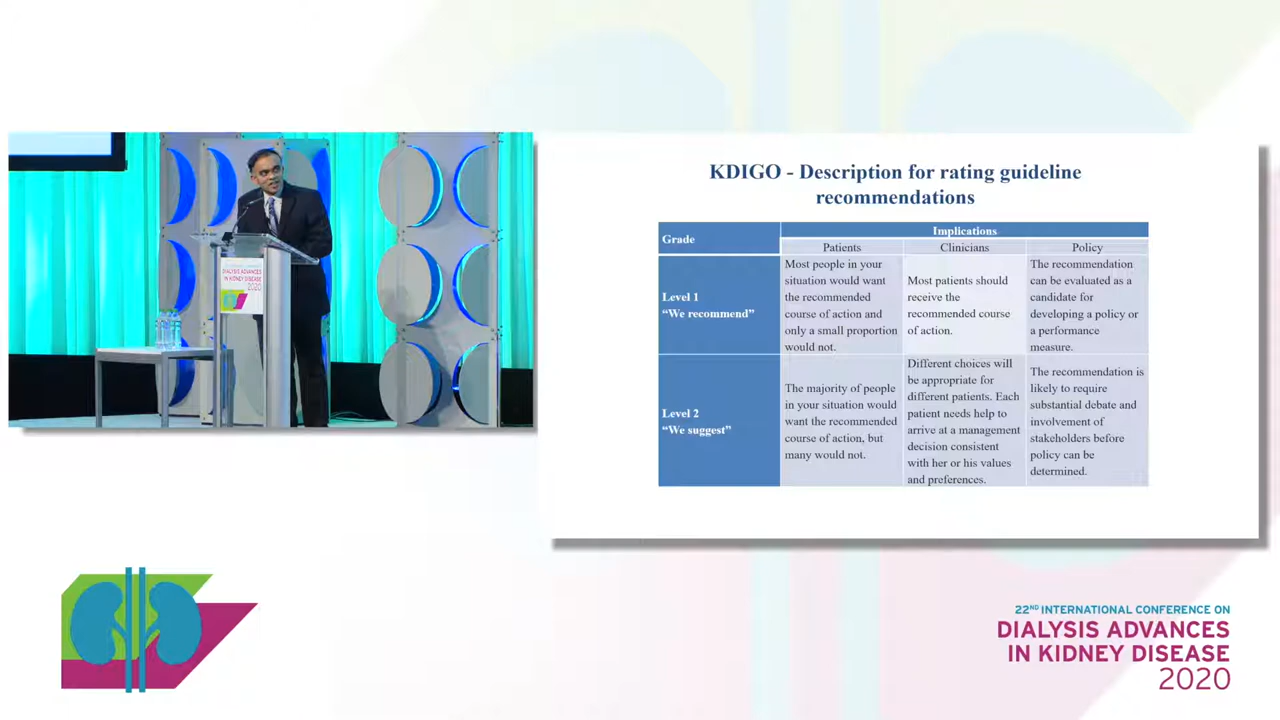 DIALYSIS ADVANCES
IN KIDNEY DISEASE
2020
KDIGO - Description for rating guideline
recommendations
Grade
Implications
Patients
Clinicians
Policy
Level 1
“We recommend”
Most people in your
situation would want
the recommended
course of action and
only a small proportion
would not.
Most patients should
receive the
recommended course
of action.
The recommendation
can be evaluated as a
candidate for
developing a policy or
a performance
measure.
Level 2
“We suggest”
The majority of people
in your situation would
want the recommended
course of action, but
many would not.
Different choices will
be appropriate for
different patients. Each
patient needs help to
arrive at a management
decision consistent
with her or his values
and preferences.
The recommendation is
likely to require
substantial debate and
involvement of
stakeholders before
policy can be
determined.
22ND INTERNATIONAL CONFERENCE ON
DIALYSIS ADVANCES
IN KIDNEY DISEASE
2020